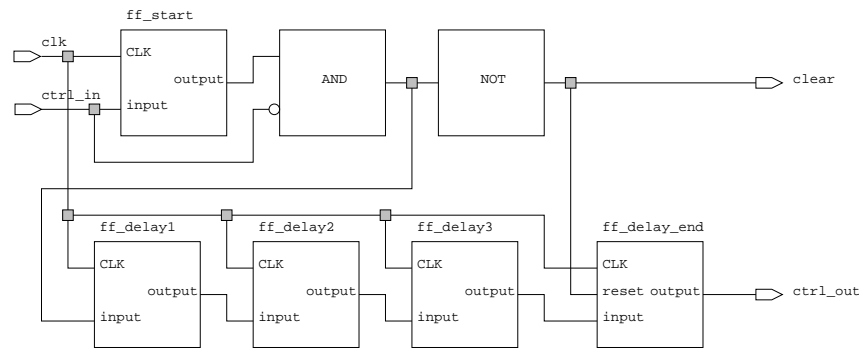 ff_start
clk
CLK
output
AND
NOT
clear
ctrl_in
input
ff_delay1
ff_delay2
ff_delay3
ff_delay_end
CLK
CLK
CLK
CLK
output
output
output
reset output
ctrl_out
input
input
input
input